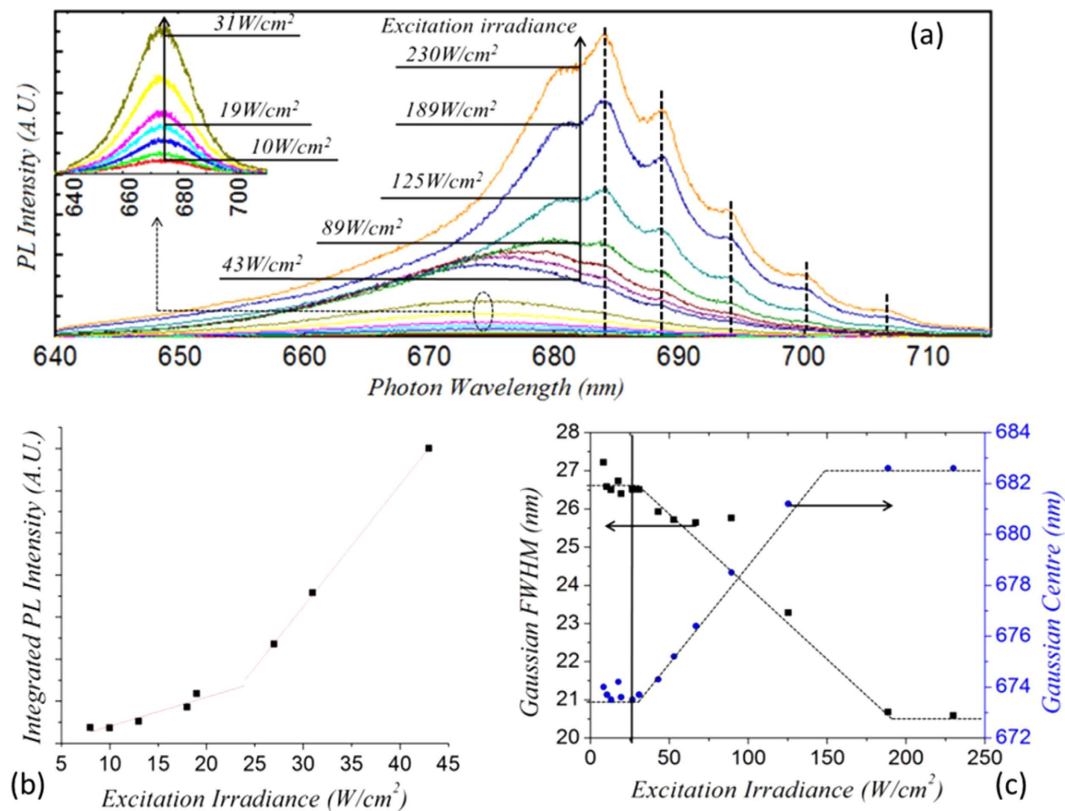 (a)
PL Intensity (A.U.)
31W/cm²
19W/cm²
10W/cm²
640 660 680 700
Excitation irradiance
230W/cm²
189W/cm²
125W/cm²
89W/cm²
43W/cm²
640 650 660 670 680 690 700 710
Photon Wavelength (nm)
(b)
Integrated PL Intensity (A.U.)
5 10 15 20 25 30 35 40 45
Excitation Irradiance (W/cm²)
(c)
Gaussian FWHM (nm)
28
27
26
25
24
23
22
21
20
684
682
680
678
676
674
672
Gaussian Centre (nm)
0 50 100 150 200 250
Excitation Irradiance (W/cm²)